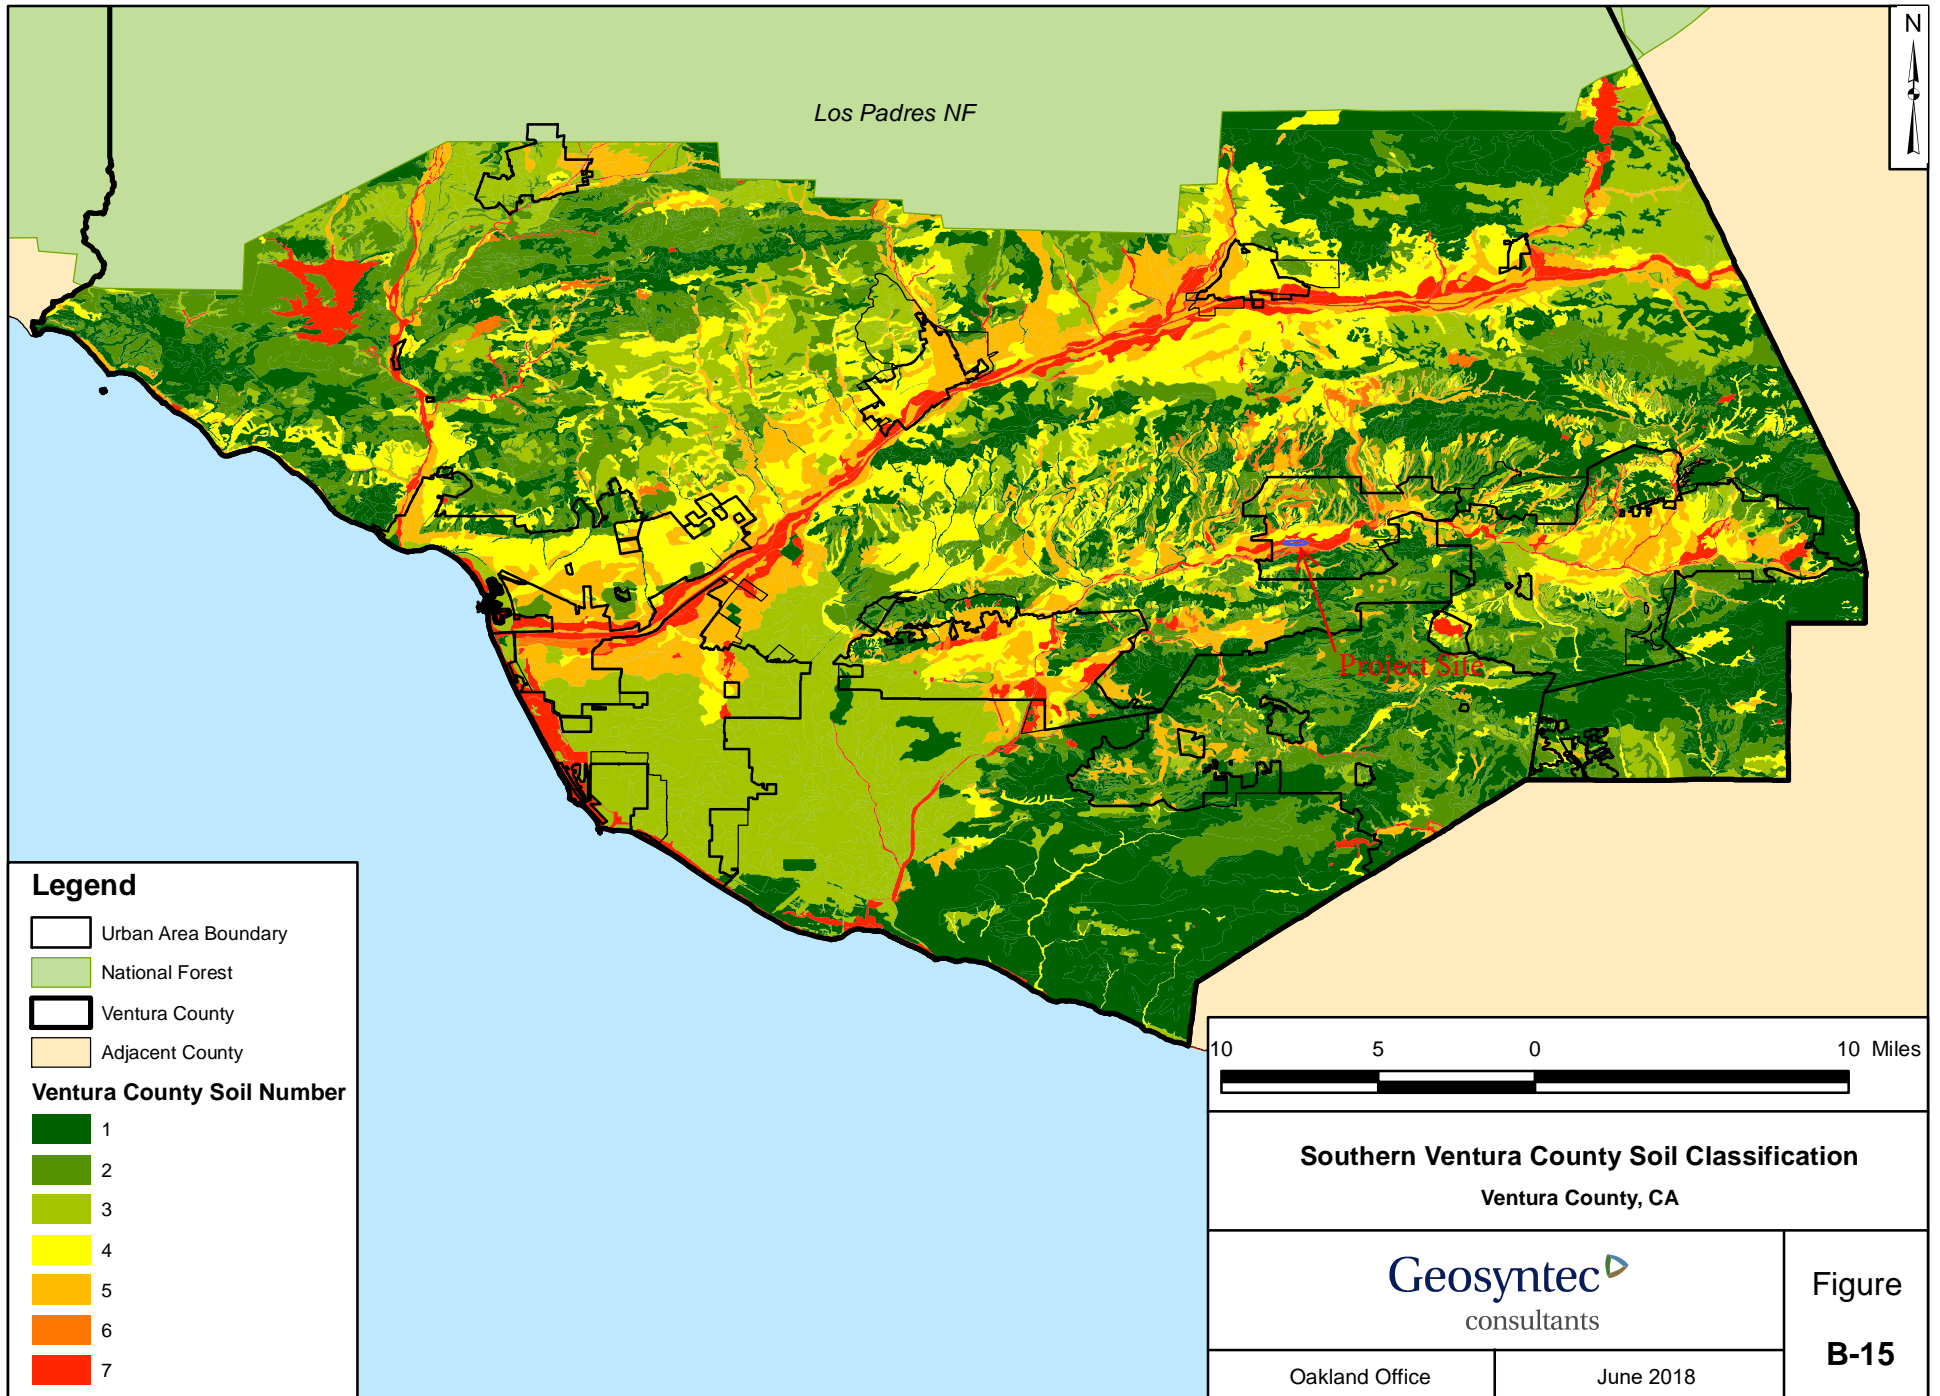 N
Los Padres NF
Project Site
Legend
Urban Area Boundary
National Forest
Ventura County
Adjacent County
Ventura County Soil Number
1
2
3
4
5
6
7
10 5 0 10 Miles
Southern Ventura County Soil Classification
Ventura County, CA
Geosyntec
consultants
Figure
B-15
Oakland Office
June 2018